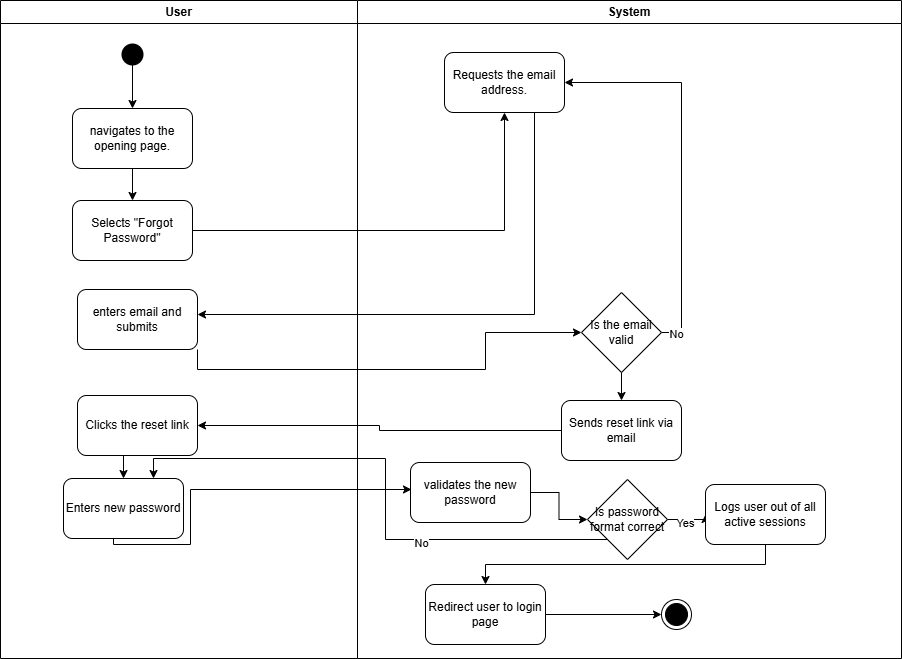 User
System
navigates to the
opening page.
Selects "Forgot
Password"
Requests the email
address.
enters email and
submits
Is the email
valid
No
Sends reset link via
email
Clicks the reset link
Enters new password
validates the new
password
Is password
format correct
Yes
No
Logs user out of all
active sessions
Redirect user to login
page